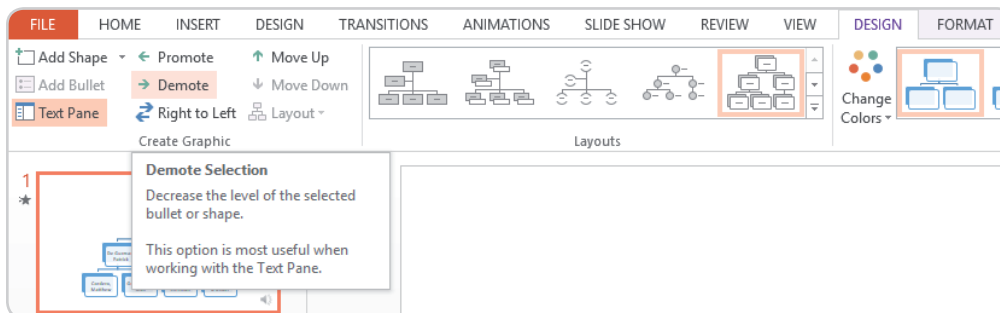 FILE HOME INSERT DESIGN TRANSITIONS ANIMATIONS SLIDE SHOW REVIEW VIEW DESIGN FORMAT
Add Shape Promote Move Up
Add Bullet Demote Move Down
Text Pane Right to Left Layout
Create Graphic
Layouts
Change
Colors
Demote Selection
Decrease the level of the selected
bullet or shape.
This option is most useful when
working with the Text Pane.
1